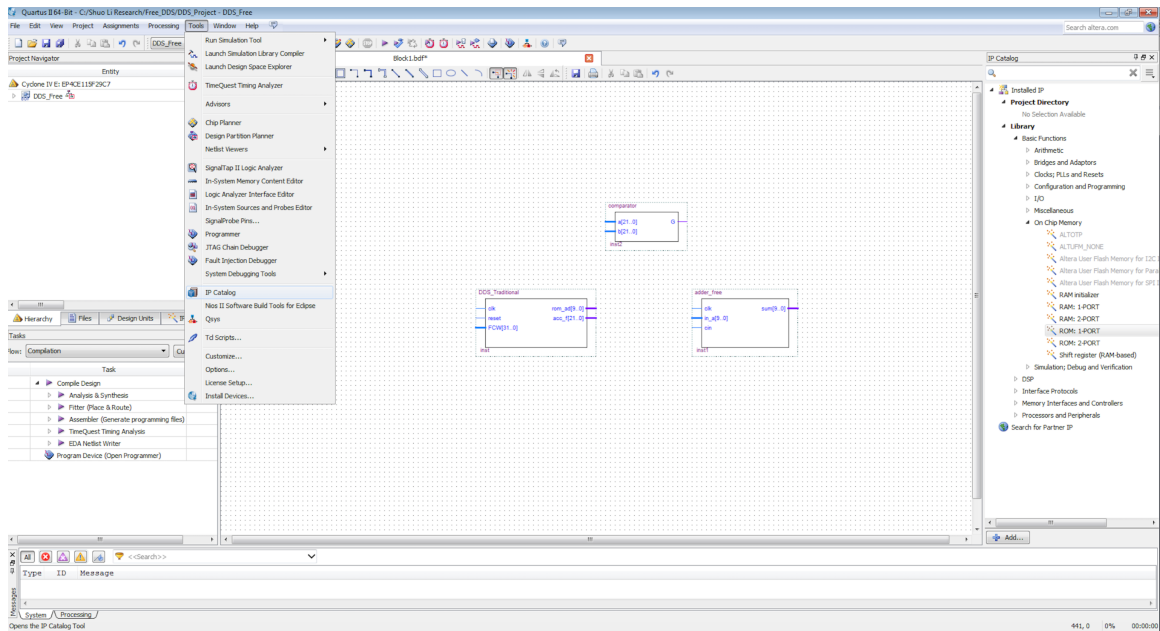 Quartus II 64-Bit - C:/Shuo Li Research/Free_DDS/DDS_Project - DDS_Free
File Edit View Project Assignments Processing Tools Window Help
Search altera.com
DDS_Free
Project Navigator
Entity
Cyclone IV E: EP4CE115F29C7
DDS_Free
Hierarchy Files Design Units IP
Tasks
Flow: Compilation Cu
Task
Compile Design
Analysis & Synthesis
Fitter (Place & Route)
Assembler (Generate programming files)
TimeQuest Timing Analysis
EDA Netlist Writer
Program Device (Open Programmer)
Run Simulation Tool
Launch Simulation Library Compiler
Launch Design Space Explorer
TimeQuest Timing Analyzer
Advisors
Chip Planner
Design Partition Planner
Netlist Viewers
SignalTap II Logic Analyzer
In-System Memory Content Editor
Logic Analyzer Interface Editor
In-System Sources and Probes Editor
SignalProbe Pins...
Programmer
JTAG Chain Debugger
Fault Injection Debugger
System Debugging Tools
IP Catalog
Nios II Software Build Tools for Eclipse
Qsys
Tcl Scripts...
Customize...
Options...
License Setup...
Install Devices...
Block1.bdf*
comparator
a[21..0] G
b[21..0]
inst2
DDS_Traditional
clk rom_ad[9..0]
reset acc_f[21..0]
FCW[31..0]
inst
adder_free
clk sum[9..0]
in_a[9..0]
cin
inst1
IP Catalog
Installed IP
Project Directory
No Selection Available
Library
Basic Functions
Arithmetic
Bridges and Adaptors
Clocks; PLLs and Resets
Configuration and Programming
I/O
Miscellaneous
On Chip Memory
ALTOTP
ALTUFM_NONE
Altera User Flash Memory for I2C
Altera User Flash Memory for Para
Altera User Flash Memory for SPI
RAM initializer
RAM: 1-PORT
RAM: 2-PORT
ROM: 1-PORT
ROM: 2-PORT
Shift register (RAM-based)
Simulation; Debug and Verification
DSP
Interface Protocols
Memory Interfaces and Controllers
Processors and Peripherals
Search for Partner IP
Add...
All <<Search>>
Type ID Message
Messages
System Processing
Opens the IP Catalog Tool
441, 0 0% 00:00:00